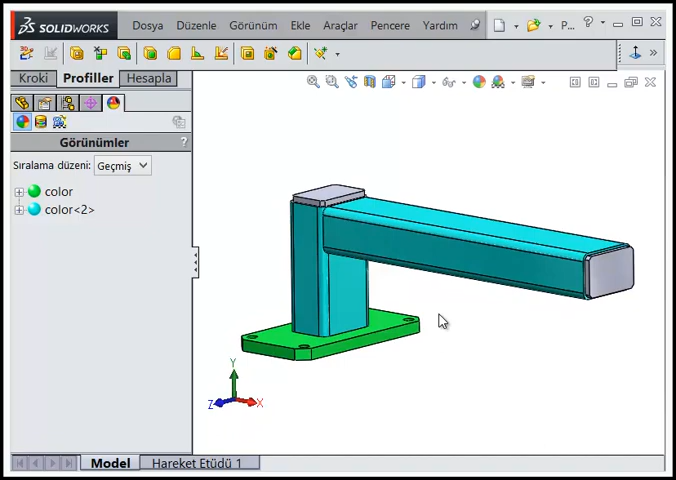 SOLIDWORKS Dosya Düzenle Görünüm Ekle Araçlar Pencere Yardım P... ?
Kroki Profiller Hesapla
Görünümler ?
Sıralama düzeni: Geçmiş
color
color<2>
Y
Z X
Model Hareket Etüdü 1